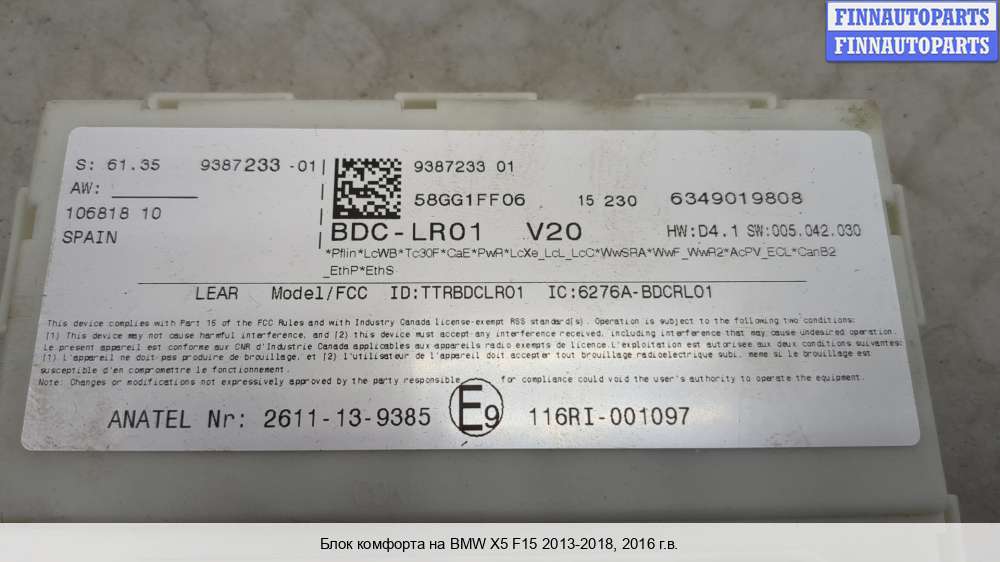 FINNAUTOPARTS
FINNAUTOPARTS
S: 61.35 9387233-01
AW:
106818 10
SPAIN
9387233 01
58GG1FF06 15 230 6349019808
BDC-LR01 V20 HW:D4.1 SW:005.042.030
*Pflin*LcWB*Tc30F*CaE*PwR*LcXe_LcL_LcC*WwSRA*WwF_WwR2*AcPV_ECL*CanB2
_EthP*EthS
LEAR Model/FCC ID:TTRBDCLR01 IC:6276A-BDCRL01
This device complies with Part 15 of the FCC Rules and with Industry Canada license-exempt RSS standard(s). Operation is subject to the following two conditions:
(1) This device may not cause harmful interference, and (2) this device must accept any interference received, including interference that may cause undesired operation.
Le present appareil est conforme aux CNR d'Industrie Canada applicables aux appareils radio exempts de licence. L'exploitation est autorisee aux deux conditions suivantes:
(1) L'appareil ne doit-pas produire de brouillage, et (2) l'utilisateur de l'appareil doit accepter tout brouillage radioelectrique subi, meme si le brouillage est
susceptible d'en compromettre le fonctionnement.
Note: Changes or modifications not expressively approved by the party responsible for compliance could void the user's authority to operate the equipment.
ANATEL Nr: 2611-13-9385 E9 116RI-001097
Блок комфорта на BMW X5 F15 2013-2018, 2016 г.в.